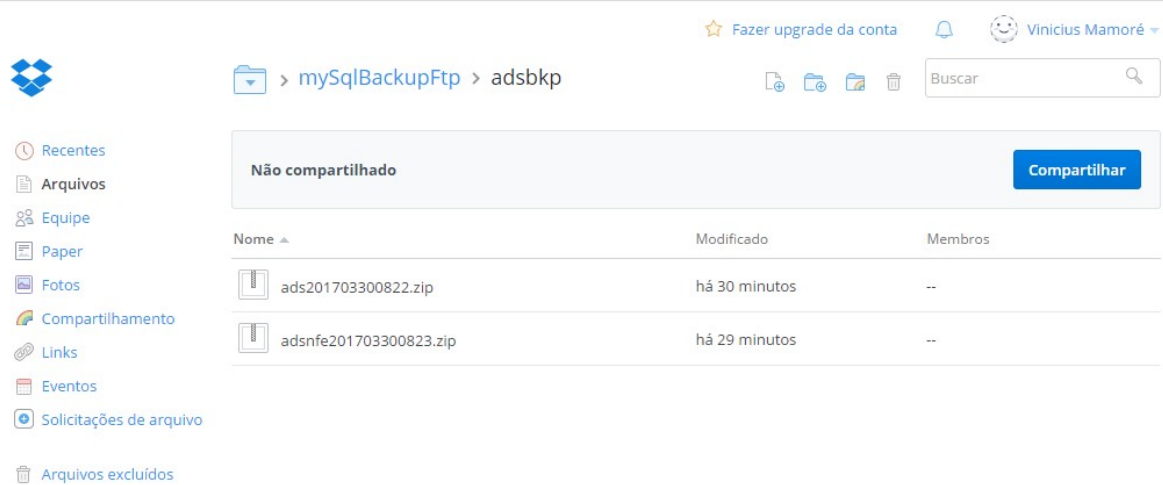 Fazer upgrade da conta
Vinicius Mamoré
mySqlBackupFtp > adsbkp
Buscar
Recentes
Arquivos
Equipe
Paper
Fotos
Compartilhamento
Links
Eventos
Solicitações de arquivo
Arquivos excluídos
Não compartilhado
Compartilhar
Nome Modificado Membros
ads201703300822.zip há 30 minutos --
adsnfe201703300823.zip há 29 minutos --